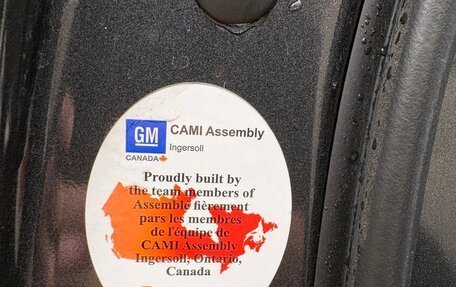 GM
CANADA
CAMI Assembly
Ingersoll
Proudly built by
the team members of
Assemblé fièrement
pars les membres
de l'équipe de
CAMI Assembly
Ingersoll, Ontario,
Canada